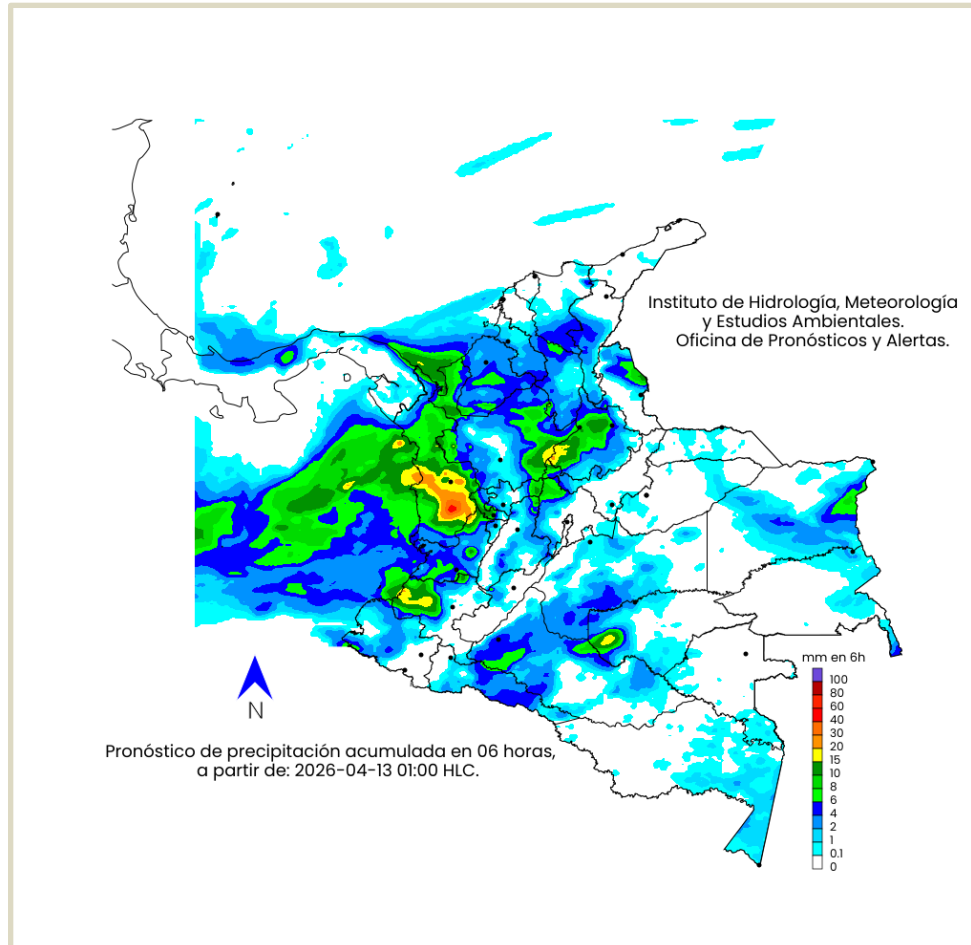 Instituto de Hidrología, Meteorología
y Estudios Ambientales.
Oficina de Pronósticos y Alertas.
mm en 6h
100
80
60
40
30
20
15
10
8
6
4
2
1
0.1
0
N
Pronóstico de precipitación acumulada en 06 horas,
a partir de: 2026-04-13 01:00 HLC.